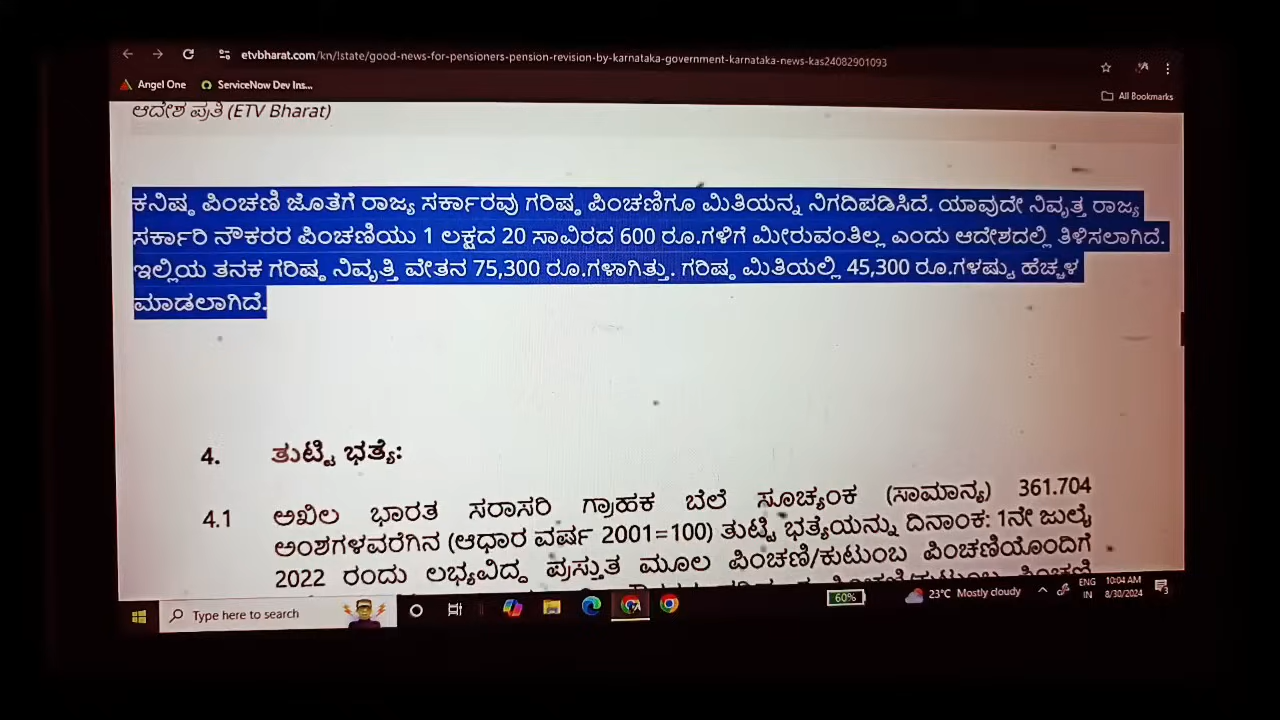 etvbharat.com/kn/!state/good-news-for-pensioners-pension-revision-by-karnataka-government-karnataka-news-kas24082901093
Angel One ServiceNow Dev Ins...
All Bookmarks
ಆದೇಶ ಪ್ರತಿ (ETV Bharat)
ಕನಿಷ್ಠ ಪಿಂಚಣಿ ಜೊತೆಗೆ ರಾಜ್ಯ ಸರ್ಕಾರವು ಗರಿಷ್ಠ ಪಿಂಚಣಿಗೂ ಮಿತಿಯನ್ನು ನಿಗದಿಪಡಿಸಿದೆ. ಯಾವುದೇ ನಿವೃತ್ತ ರಾಜ್ಯ
ಸರ್ಕಾರಿ ನೌಕರರ ಪಿಂಚಣಿಯು 1 ಲಕ್ಷದ 20 ಸಾವಿರದ 600 ರೂ.ಗಳಿಗೆ ಮೀರುವಂತಿಲ್ಲ ಎಂದು ಆದೇಶದಲ್ಲಿ ತಿಳಿಸಲಾಗಿದೆ.
ಇಲ್ಲಿಯ ತನಕ ಗರಿಷ್ಠ ನಿವೃತ್ತಿ ವೇತನ 75,300 ರೂ.ಗಳಾಗಿತ್ತು. ಗರಿಷ್ಠ ಮಿತಿಯಲ್ಲಿ 45,300 ರೂ.ಗಳಷ್ಟು ಹೆಚ್ಚಳ
ಮಾಡಲಾಗಿದೆ.
4. ತುಟ್ಟಿ ಭತ್ಯೆ:
4.1 ಅಖಿಲ ಭಾರತ ಸರಾಸರಿ ಗ್ರಾಹಕ ಬೆಲೆ ಸೂಚ್ಯಂಕ (ಸಾಮಾನ್ಯ) 361.704
ಅಂಶಗಳವರೆಗಿನ (ಆಧಾರ ವರ್ಷ 2001=100) ತುಟ್ಟಿ ಭತ್ಯೆಯನ್ನು ದಿನಾಂಕ: 1ನೇ ಜುಲೈ
2022 ರಂದು ಲಭ್ಯವಿದ್ದ ಪ್ರಸ್ತುತ ಮೂಲ ಪಿಂಚಣಿ/ಕುಟುಂಬ ಪಿಂಚಣಿಯೊಂದಿಗೆ
Type here to search
60%
23°C Mostly cloudy
ENG
IN
10:04 AM
8/30/2024